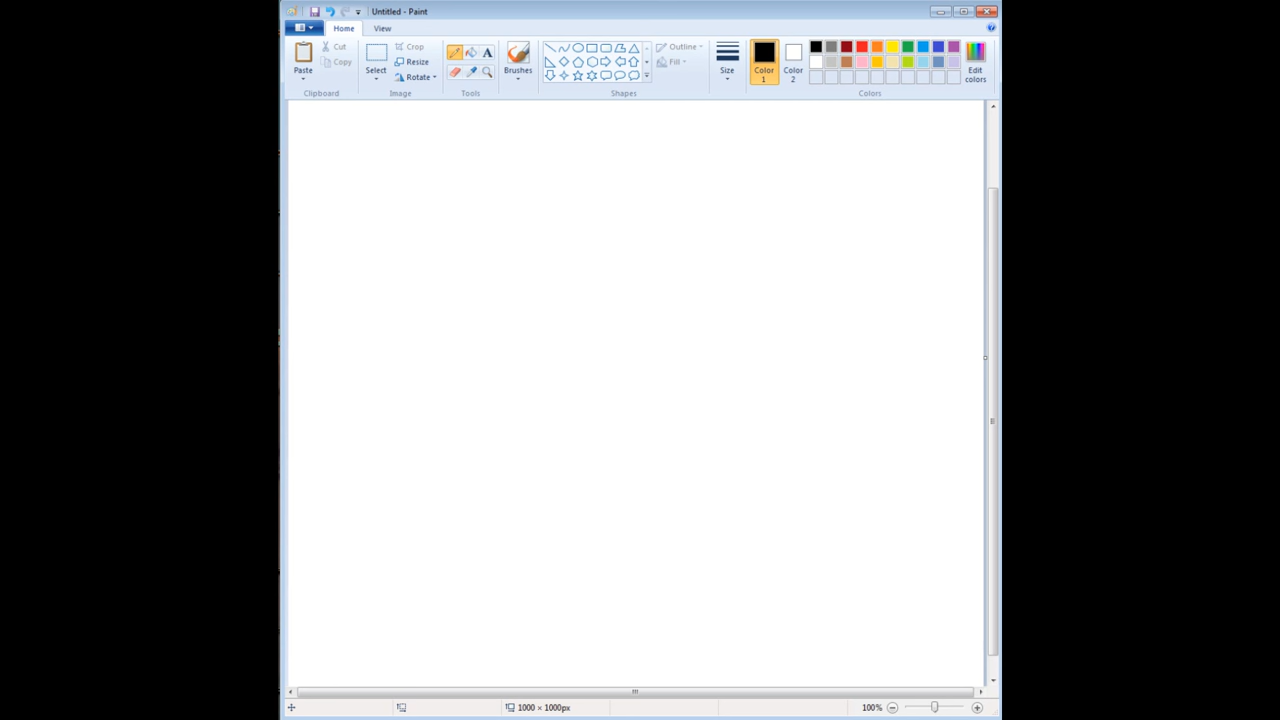 Untitled - Paint
Home View
Paste
Cut
Copy
Clipboard
Select
Crop
Resize
Rotate
Image
A
Tools
Brushes
Outline
Fill
Shapes
Size
Color 1
Color 2
Edit colors
Colors
1000 × 1000px
100%